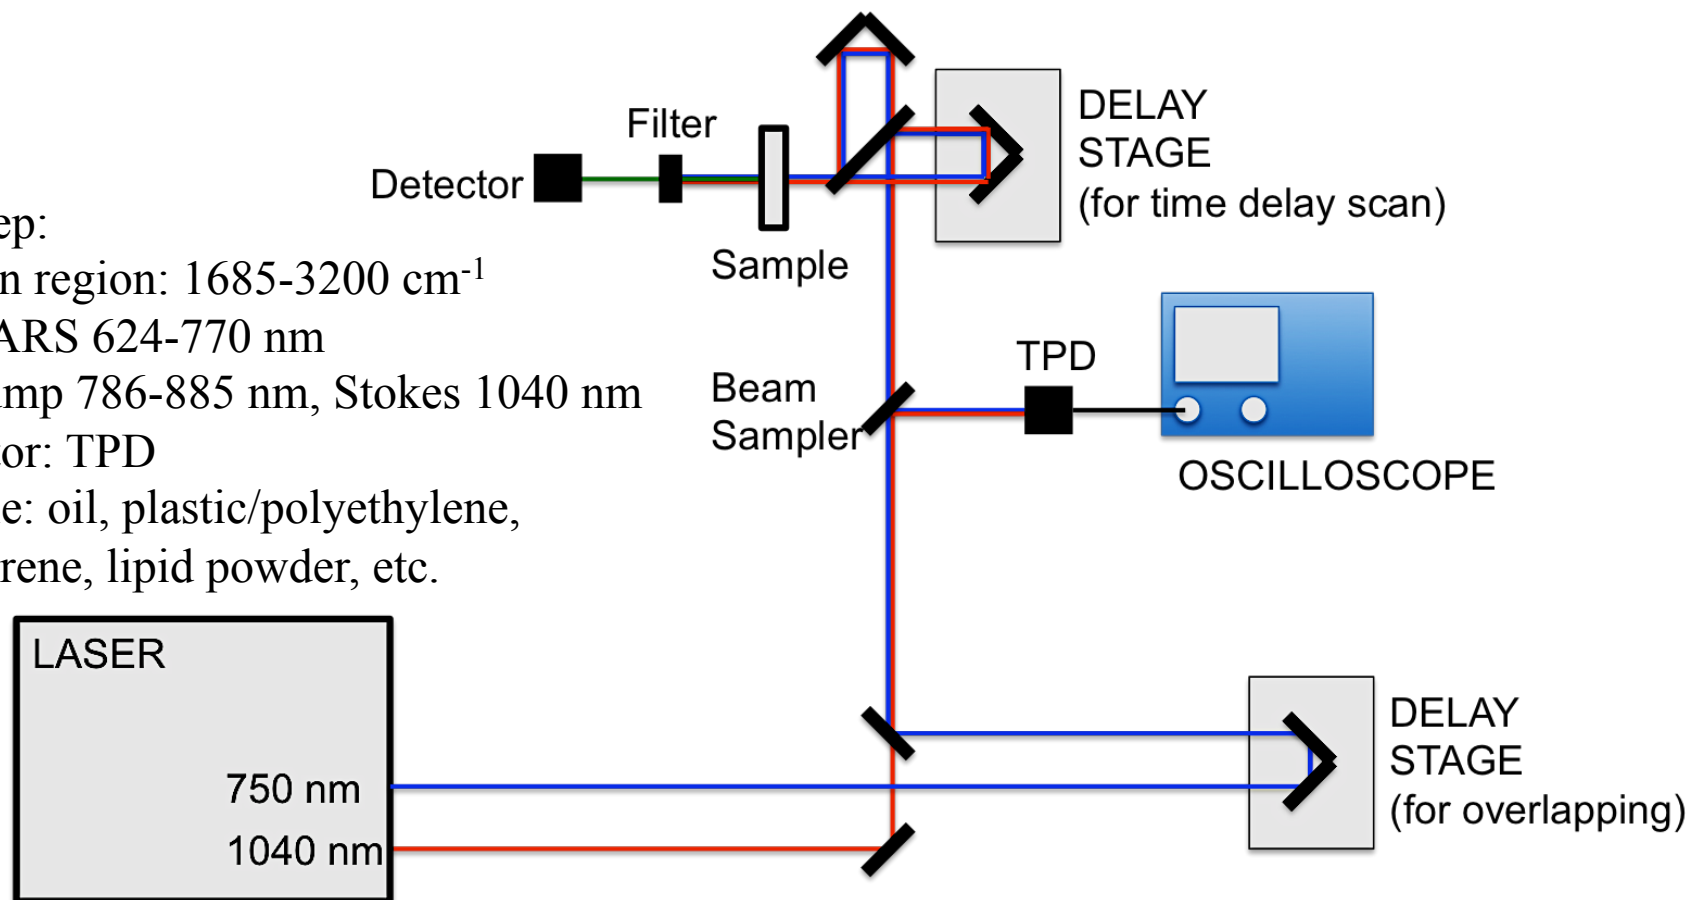 DELAY
STAGE
(for time delay scan)
Filter
Detector
Sample
ep:
n region: 1685-3200 cm⁻¹
ARS 624-770 nm
mp 786-885 nm, Stokes 1040 nm
tor: TPD
e: oil, plastic/polyethylene,
rene, lipid powder, etc.
TPD
Beam
Sampler
OSCILLOSCOPE
LASER
750 nm
1040 nm
DELAY
STAGE
(for overlapping)